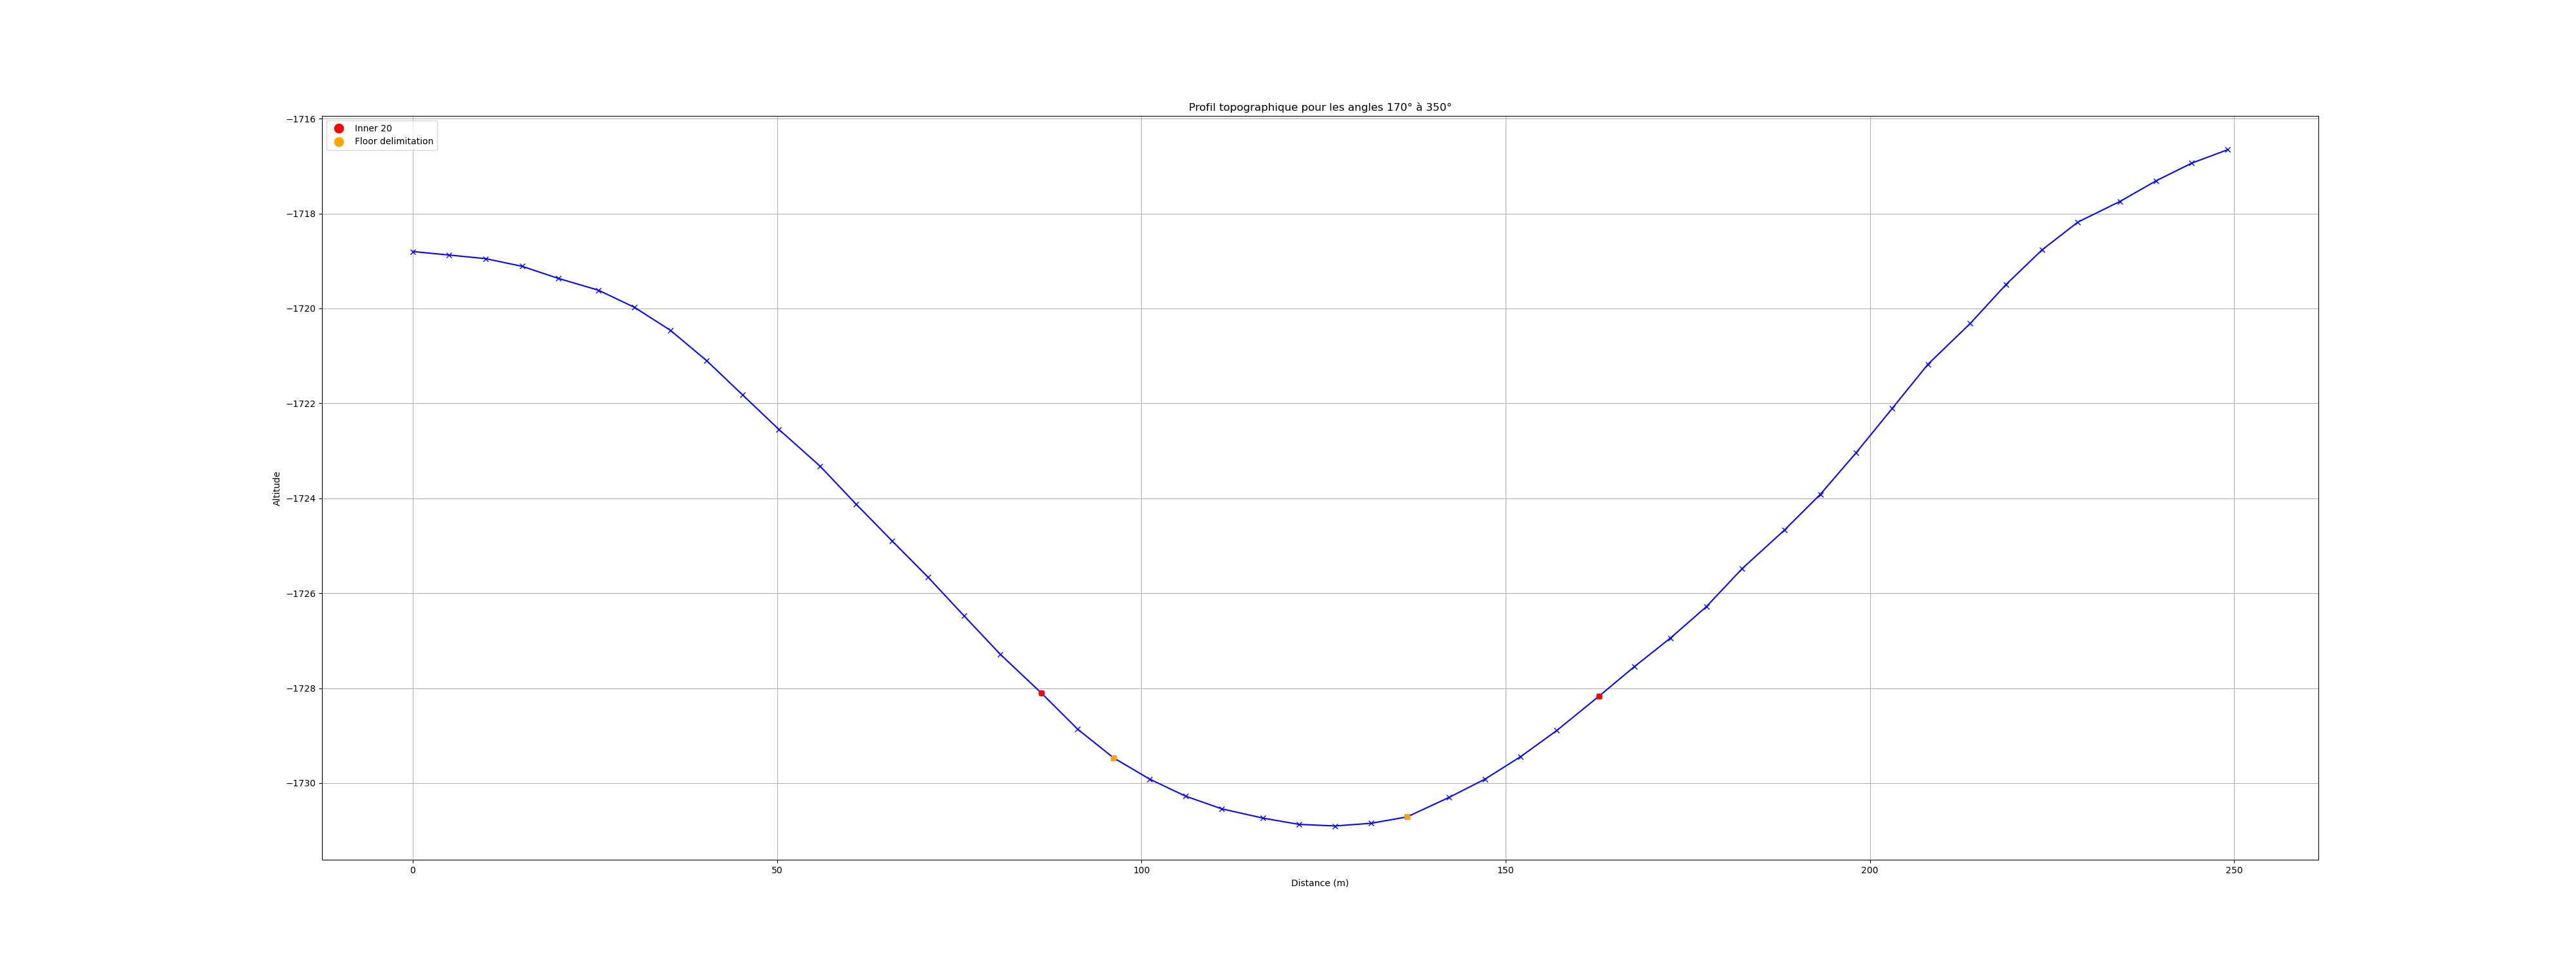 Profil topographique pour les angles 170° à 350°
Inner 20
Floor delimitation
Altitude
−1716
−1718
−1720
−1722
−1724
−1726
−1728
−1730
0 50 100 150 200 250
Distance (m)